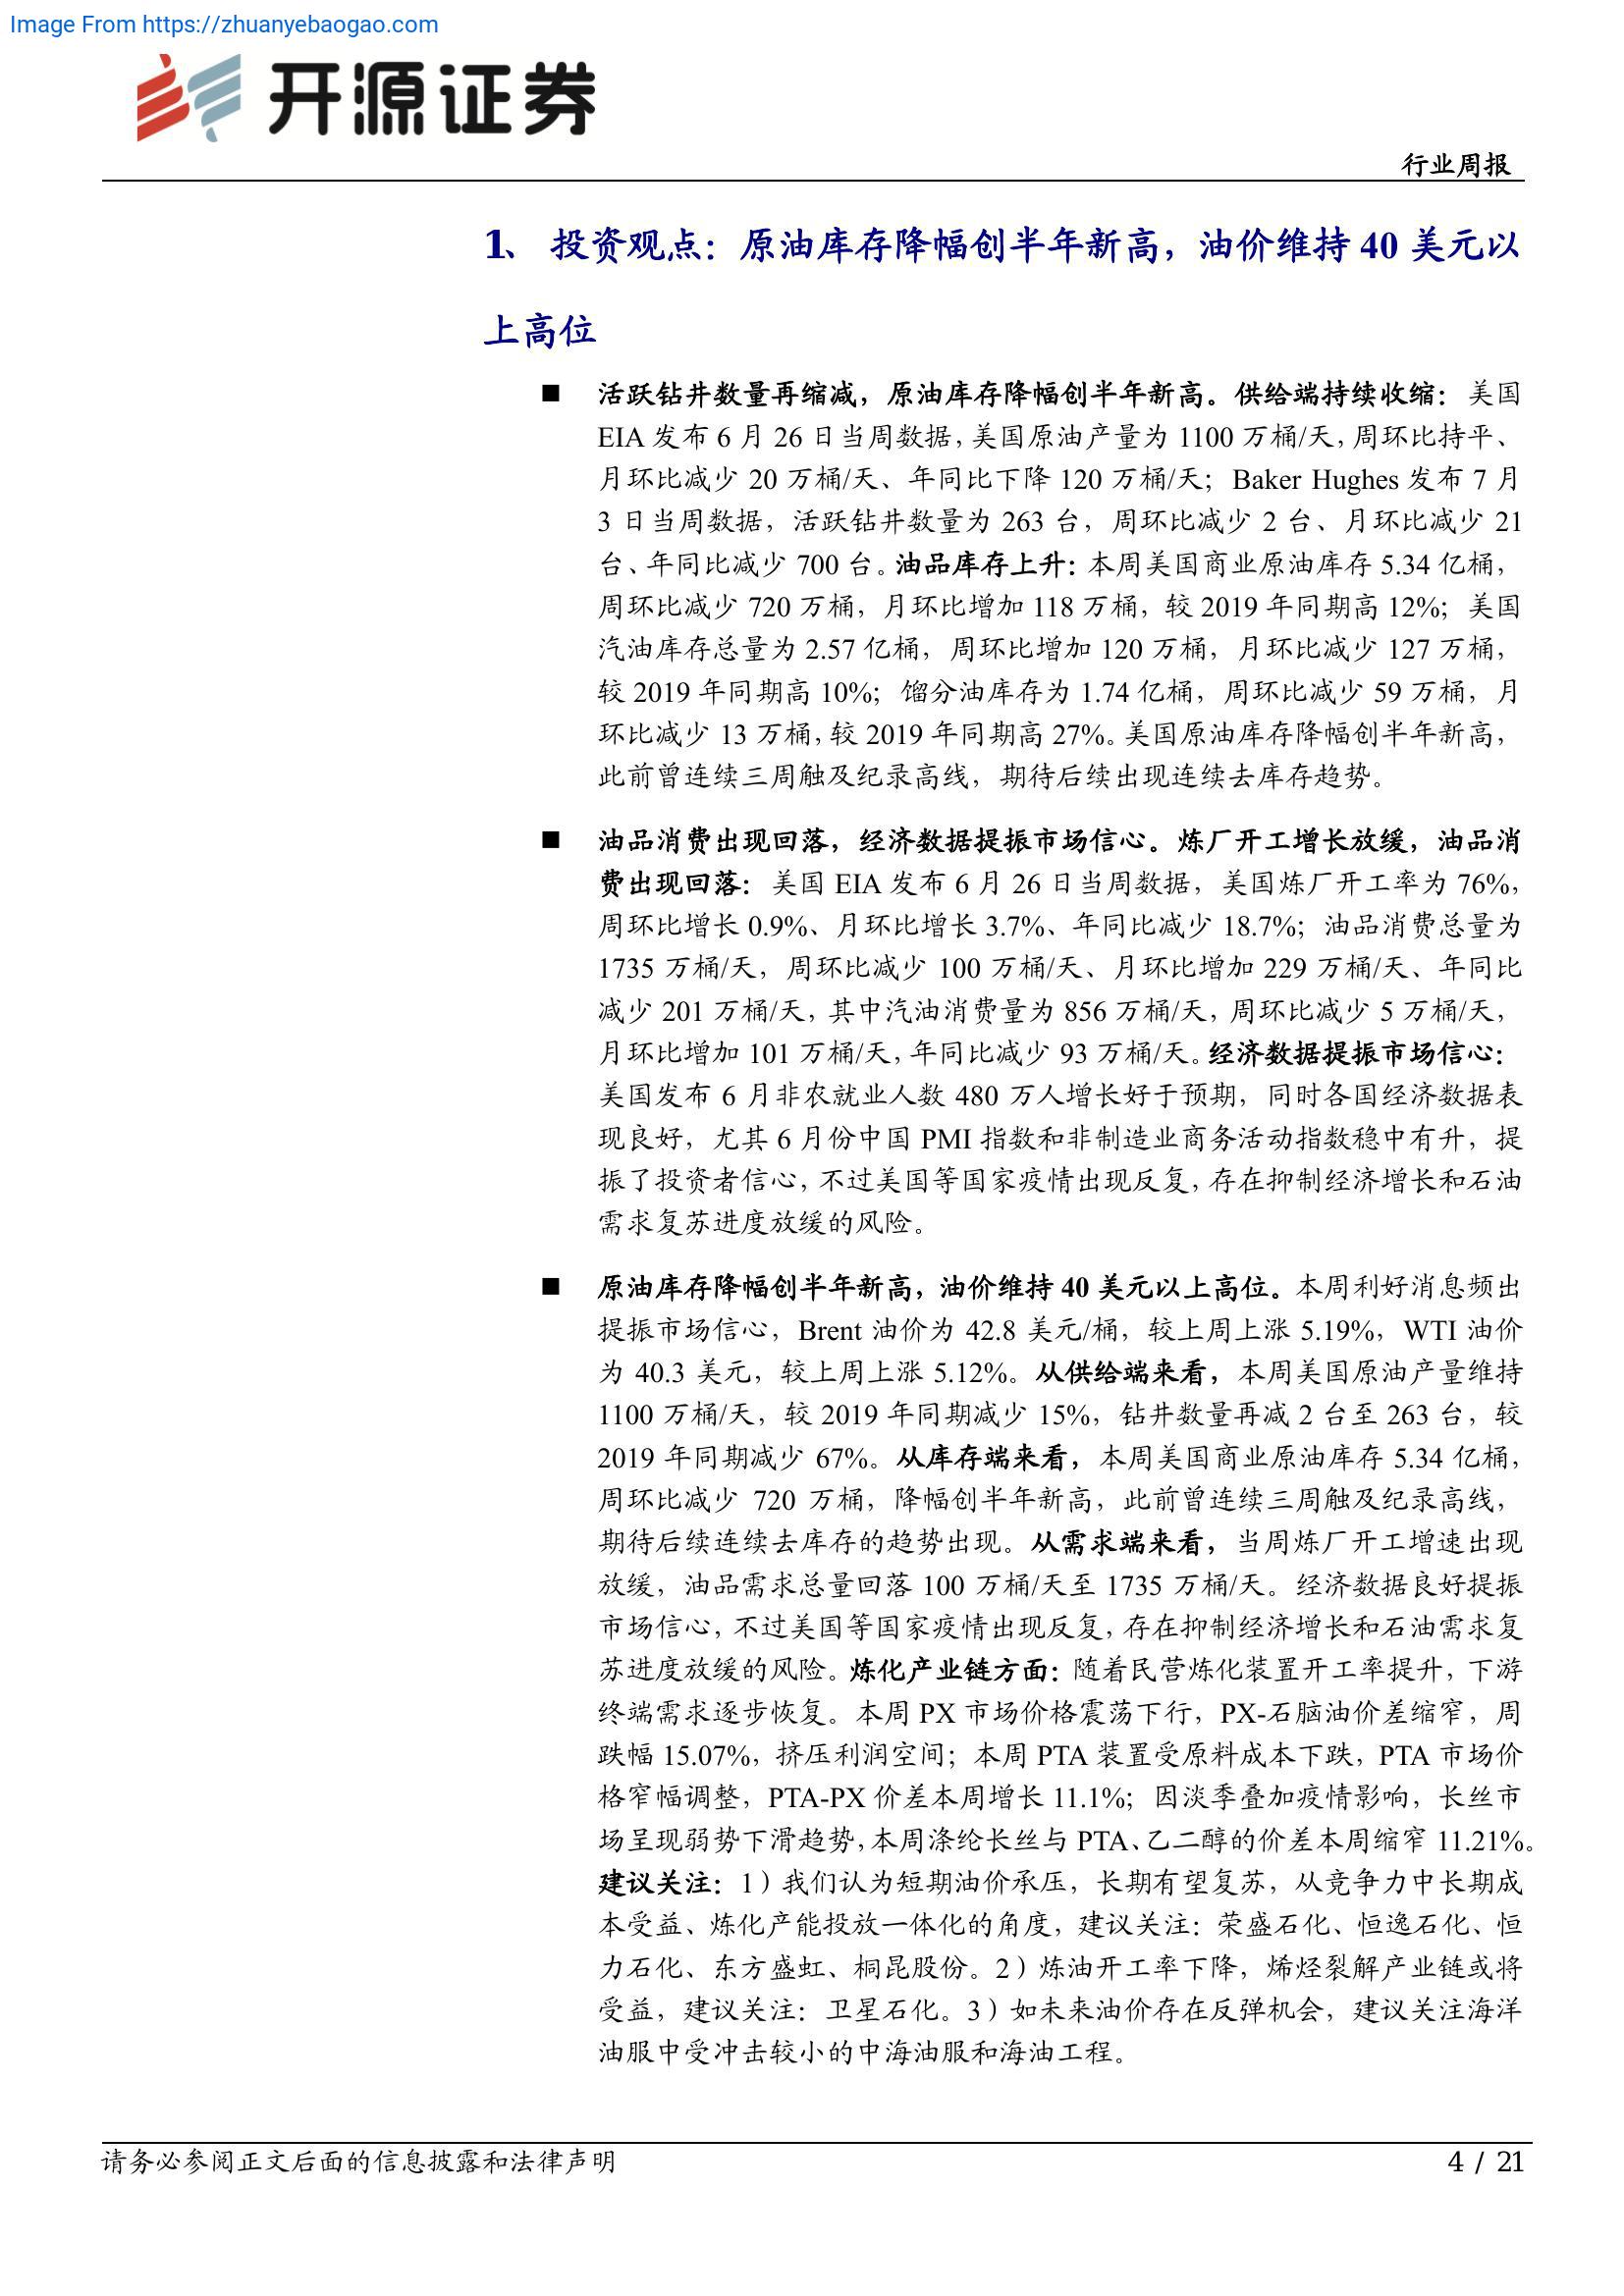 Image From https://zhuanyebaogao.com
开源证券
行业周报
1、 投资观点：原油库存降幅创半年新高，油价维持 40 美元以
上高位
■ 活跃钻井数量再缩减，原油库存降幅创半年新高。供给端持续收缩：美国
EIA 发布 6 月 26 日当周数据，美国原油产量为 1100 万桶/天，周环比持平、
月环比减少 20 万桶/天、年同比下降 120 万桶/天；Baker Hughes 发布 7 月
3 日当周数据，活跃钻井数量为 263 台，周环比减少 2 台、月环比减少 21
台、年同比减少 700 台。油品库存上升：本周美国商业原油库存 5.34 亿桶，
周环比减少 720 万桶，月环比增加 118 万桶，较 2019 年同期高 12%；美国
汽油库存总量为 2.57 亿桶，周环比增加 120 万桶，月环比减少 127 万桶，
较 2019 年同期高 10%；馏分油库存为 1.74 亿桶，周环比减少 59 万桶，月
环比减少 13 万桶，较 2019 年同期高 27%。美国原油库存降幅创半年新高，
此前曾连续三周触及纪录高线，期待后续出现连续去库存趋势。
■ 油品消费出现回落，经济数据提振市场信心。炼厂开工增长放缓，油品消
费出现回落：美国 EIA 发布 6 月 26 日当周数据，美国炼厂开工率为 76%，
周环比增长 0.9%、月环比增长 3.7%、年同比减少 18.7%；油品消费总量为
1735 万桶/天，周环比减少 100 万桶/天、月环比增加 229 万桶/天、年同比
减少 201 万桶/天，其中汽油消费量为 856 万桶/天，周环比减少 5 万桶/天，
月环比增加 101 万桶/天，年同比减少 93 万桶/天。经济数据提振市场信心：
美国发布 6 月非农就业人数 480 万人增长好于预期，同时各国经济数据表
现良好，尤其 6 月份中国 PMI 指数和非制造业商务活动指数稳中有升，提
振了投资者信心，不过美国等国家疫情出现反复，存在抑制经济增长和石油
需求复苏进度放缓的风险。
■ 原油库存降幅创半年新高，油价维持 40 美元以上高位。本周利好消息频出
提振市场信心，Brent 油价为 42.8 美元/桶，较上周上涨 5.19%，WTI 油价
为 40.3 美元，较上周上涨 5.12%。从供给端来看，本周美国原油产量维持
1100 万桶/天，较 2019 年同期减少 15%，钻井数量再减 2 台至 263 台，较
2019 年同期减少 67%。从库存端来看，本周美国商业原油库存 5.34 亿桶，
周环比减少 720 万桶，降幅创半年新高，此前曾连续三周触及纪录高线，
期待后续连续去库存的趋势出现。从需求端来看，当周炼厂开工增速出现
放缓，油品需求总量回落 100 万桶/天至 1735 万桶/天。经济数据良好提振
市场信心，不过美国等国家疫情出现反复，存在抑制经济增长和石油需求复
苏进度放缓的风险。炼化产业链方面：随着民营炼化装置开工率提升，下游
终端需求逐步恢复。本周 PX 市场价格震荡下行，PX-石脑油价差缩窄，周
跌幅 15.07%，挤压利润空间；本周 PTA 装置受原料成本下跌，PTA 市场价
格窄幅调整，PTA-PX 价差本周增长 11.1%；因淡季叠加疫情影响，长丝市
场呈现弱势下滑趋势，本周涤纶长丝与 PTA、乙二醇的价差本周缩窄 11.21%。
建议关注：1）我们认为短期油价承压，长期有望复苏，从竞争力中长期成
本受益、炼化产能投放一体化的角度，建议关注：荣盛石化、恒逸石化、恒
力石化、东方盛虹、桐昆股份。2）炼油开工率下降，烯烃裂解产业链或将
受益，建议关注：卫星石化。3）如未来油价存在反弹机会，建议关注海洋
油服中受冲击较小的中海油服和海油工程。
请务必参阅正文后面的信息披露和法律声明
4 / 21